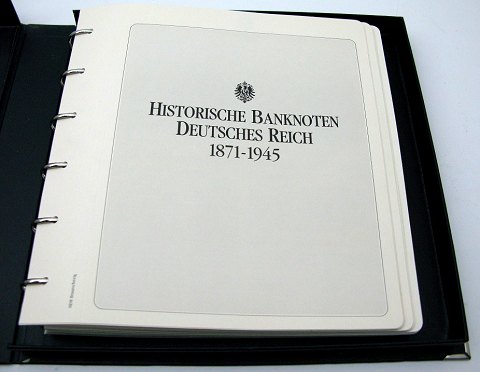 HISTORISCHE BANKNOTEN
DEUTSCHES REICH
1871-1945